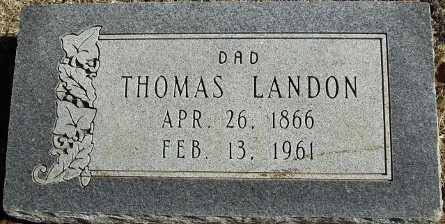 DAD
THOMAS LANDON
APR. 26, 1866
FEB. 13, 1961